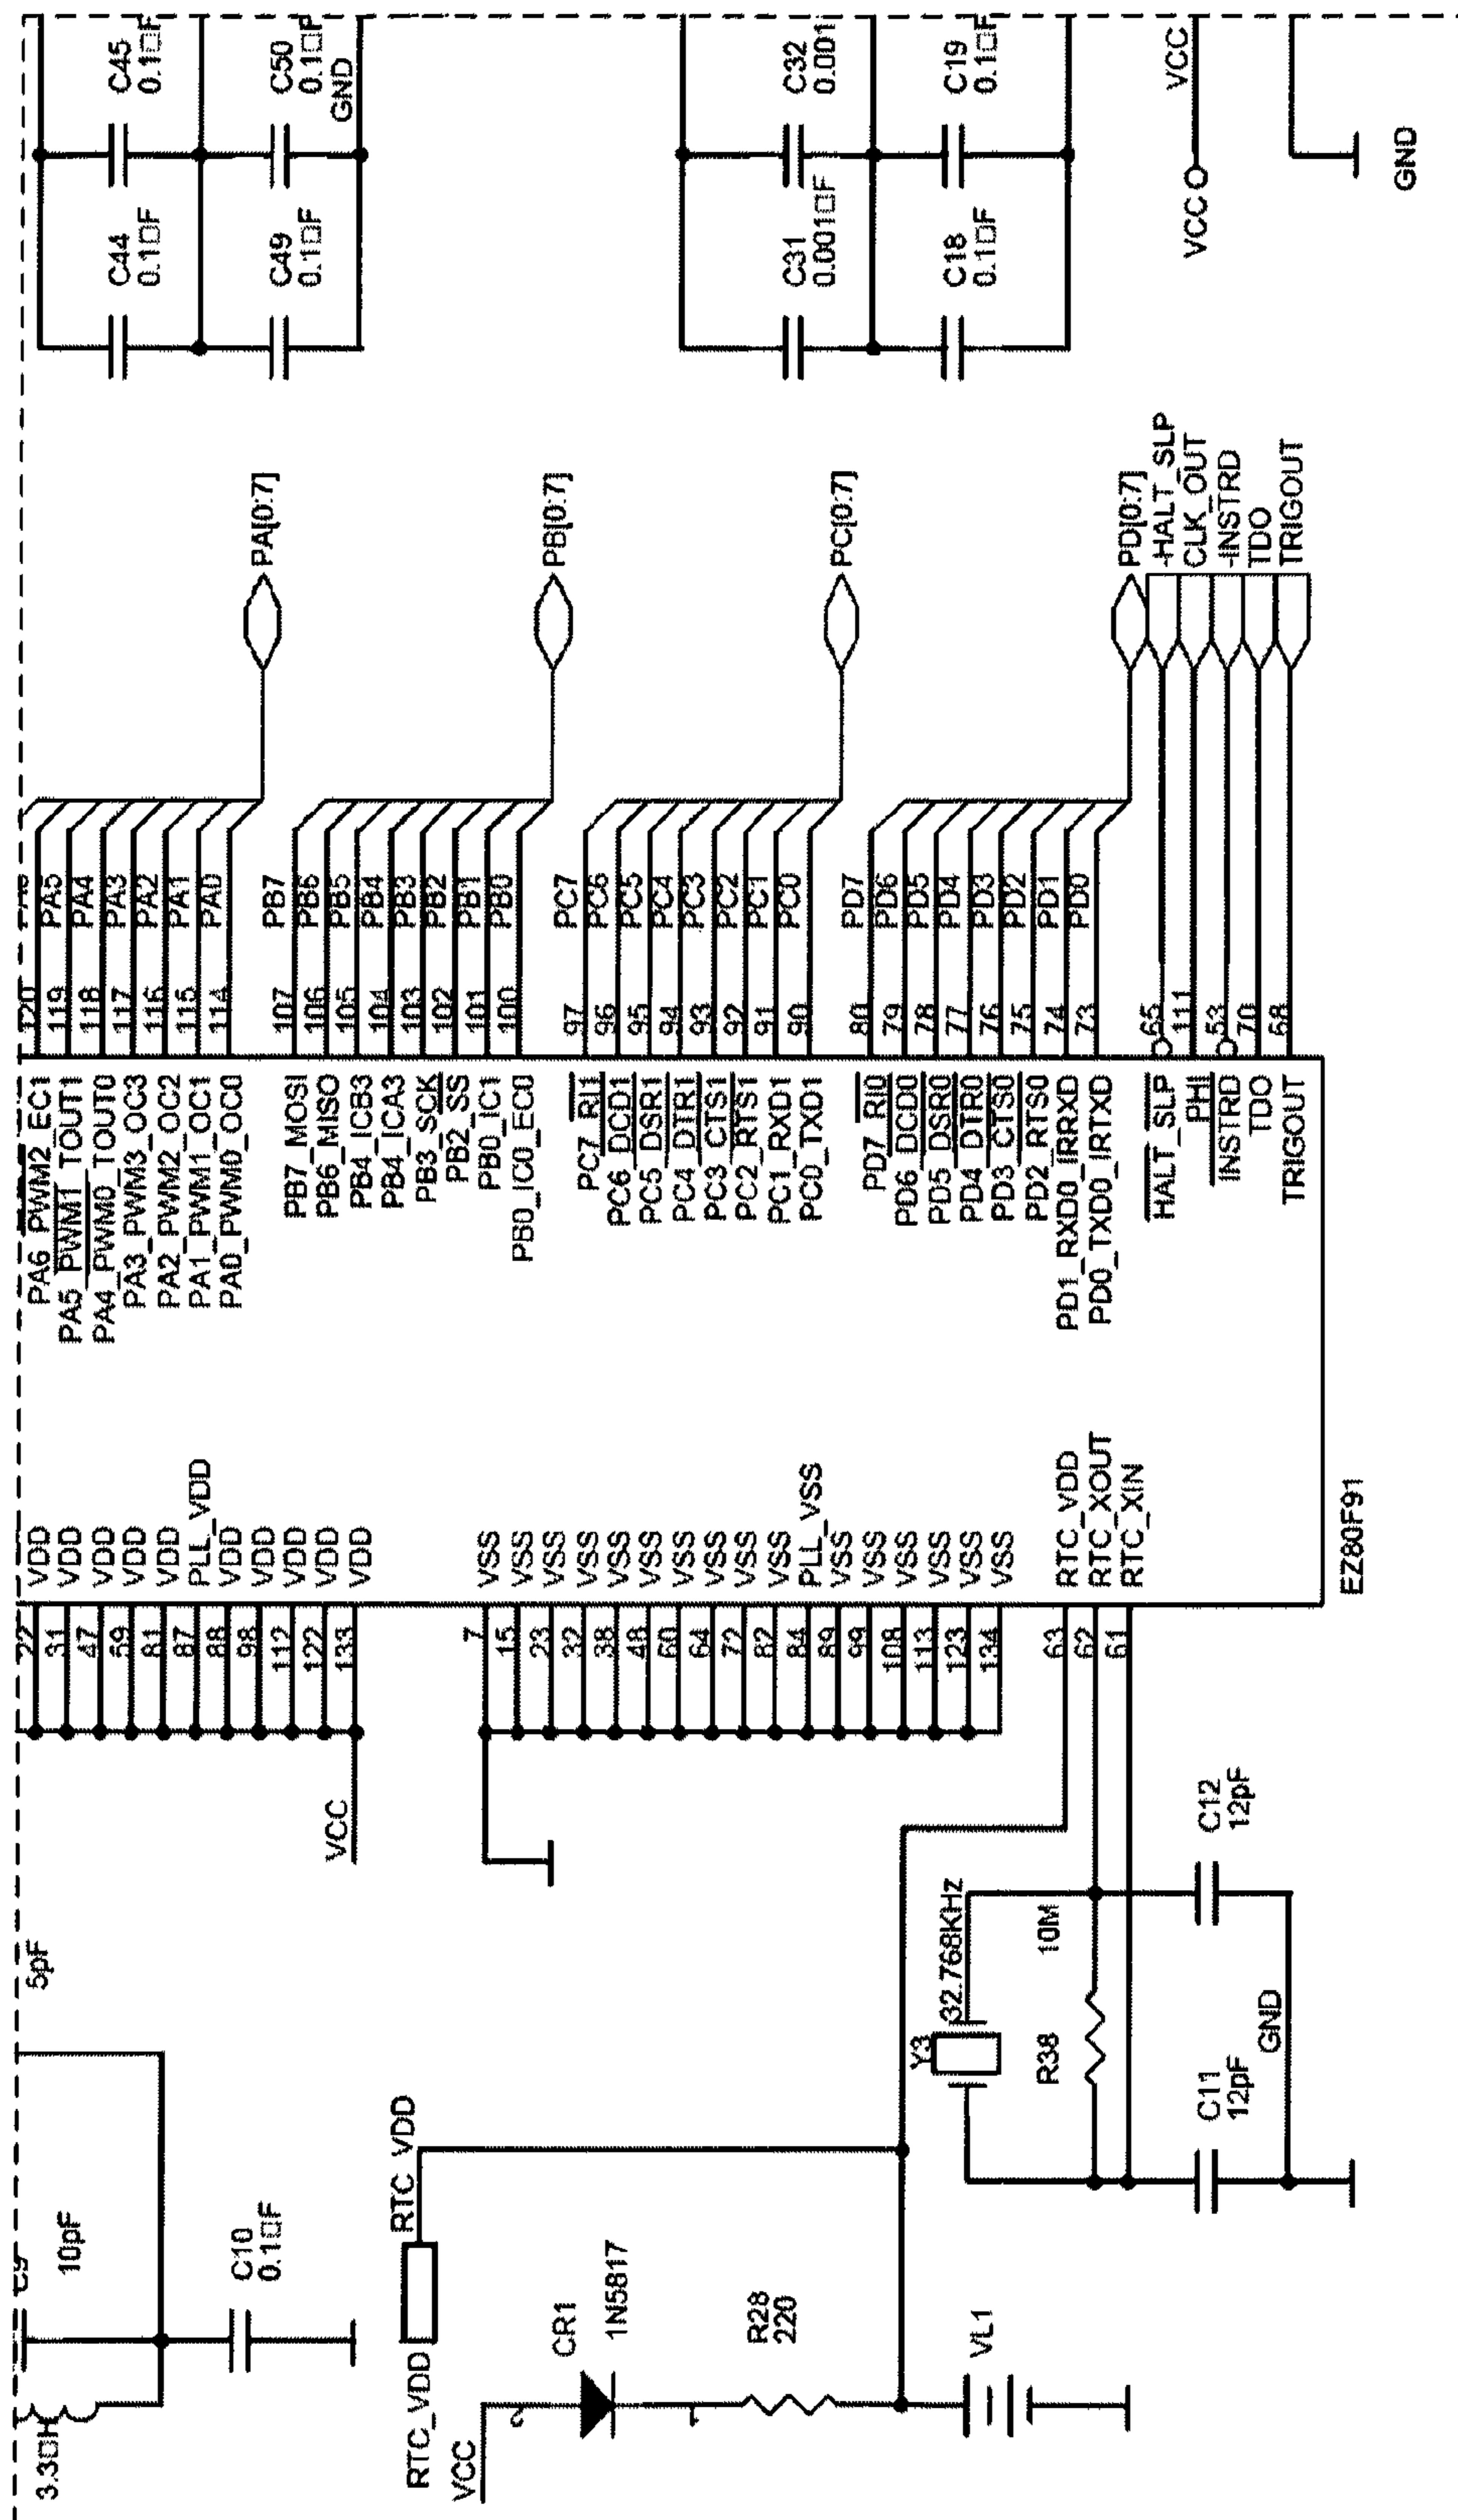 5pF
C9
10pF
3.3□H
C10
0.1□F
VDD
VDD
VDD
VDD
VDD
PLL_VDD
VDD
VDD
VDD
VDD
VDD
22
31
47
59
81
87
88
98
112
122
133
VCC
VSS
VSS
VSS
VSS
VSS
VSS
VSS
VSS
VSS
VSS
PLL_VSS
VSS
VSS
VSS
VSS
VSS
VSS
7
15
23
32
38
48
60
64
72
82
84
89
99
108
113
123
134
RTC_VDD
RTC_XOUT
RTC_XIN
63
62
61
RTC_VDD
RTC_VDD
VCC
CR1
1N5817
R28
220
VL1
Y3
32.768KHz
R38
10M
C11
12pF
C12
12pF
GND
EZ80F91
PA6_PWM2_EC1
PA5_PWM1_TOUT1
PA4_PWM0_TOUT0
PA3_PWM3_OC3
PA2_PWM2_OC2
PA1_PWM1_OC1
PA0_PWM0_OC0
120
119
118
117
116
115
114
PA6
PA5
PA4
PA3
PA2
PA1
PA0
PA[0:7]
PB7_MOSI
PB6_MISO
PB4_ICB3
PB4_ICA3
PB3_SCK
PB2_SS
PB0_IC1
PB0_IC0_EC0
107
106
105
104
103
102
101
100
PB7
PB6
PB5
PB4
PB3
PB2
PB1
PB0
PB[0:7]
PC7_RI1
PC6_DCD1
PC5_DSR1
PC4_DTR1
PC3_CTS1
PC2_RTS1
PC1_RXD1
PC0_TXD1
97
96
95
94
93
92
91
90
PC7
PC6
PC5
PC4
PC3
PC2
PC1
PC0
PC[0:7]
PD7_RI0
PD6_DCD0
PD5_DSR0
PD4_DTR0
PD3_CTS0
PD2_RTS0
PD1_RXD0_IRRXD
PD0_TXD0_IRTXD
80
79
78
77
76
75
74
73
PD7
PD6
PD5
PD4
PD3
PD2
PD1
PD0
PD[0:7]
HALT_SLP
PHI
INSTRD
TDO
TRIGOUT
65
111
53
70
68
-HALT_SLP
CLK_OUT
-INSTRD
TDO
TRIGOUT
C44
0.1□F
C45
0.1□F
C49
0.1□F
C50
0.1□F
GND
C31
0.001□F
C32
0.001
C18
0.1□F
C19
0.1□F
VCC
VCC
GND